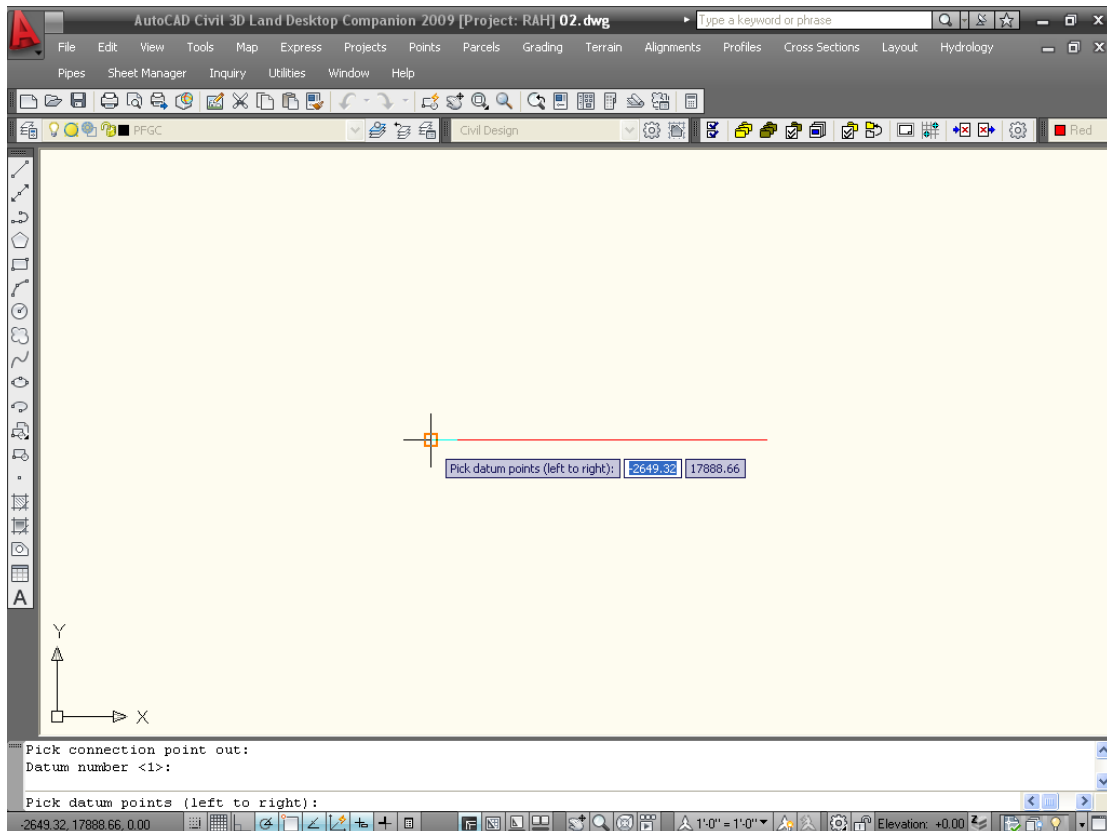 AutoCAD Civil 3D Land Desktop Companion 2009 [Project: RAH] 02.dwg Type a keyword or phrase
File Edit View Tools Map Express Projects Points Parcels Grading Terrain Alignments Profiles Cross Sections Layout Hydrology
Pipes Sheet Manager Inquiry Utilities Window Help
PFGC Civil Design Red
Pick datum points (left to right): -2649.32 17888.66
A
Y
X
Pick connection point out:
Datum number <1>:
Pick datum points (left to right):
-2649.32, 17888.66, 0.00 1'-0" = 1'-0" Elevation: +0.00